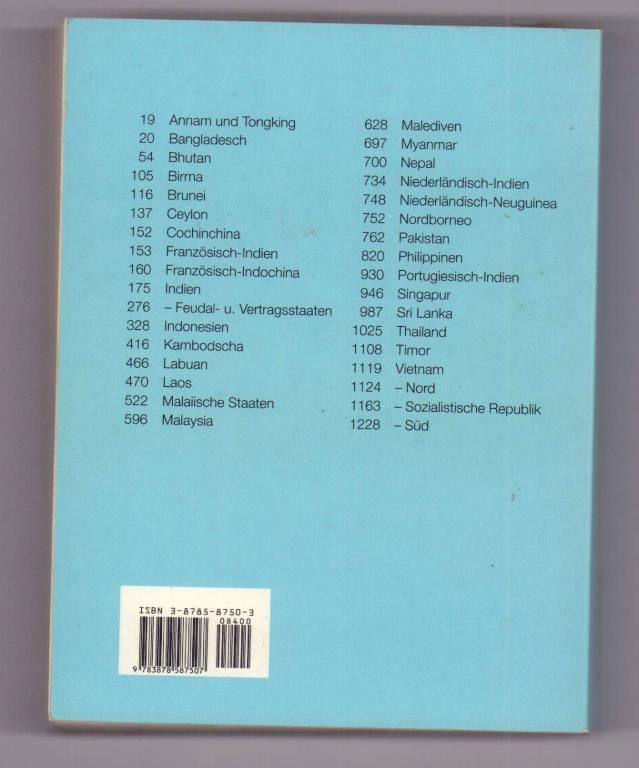 19 Annam und Tongking
20 Bangladesch
54 Bhutan
105 Birma
116 Brunei
137 Ceylon
152 Cochinchina
153 Französisch-Indien
160 Französisch-Indochina
175 Indien
276 – Feudal- u. Vertragsstaaten
328 Indonesien
416 Kambodscha
466 Labuan
470 Laos
522 Malaiische Staaten
596 Malaysia
628 Malediven
697 Myanmar
700 Nepal
734 Niederländisch-Indien
748 Niederländisch-Neuguinea
752 Nordborneo
762 Pakistan
820 Philippinen
930 Portugiesisch-Indien
946 Singapur
987 Sri Lanka
1025 Thailand
1108 Timor
1119 Vietnam
1124 – Nord
1163 – Sozialistische Republik
1228 – Süd
ISBN 3-8785-8750-3
08400
9 783878 587507